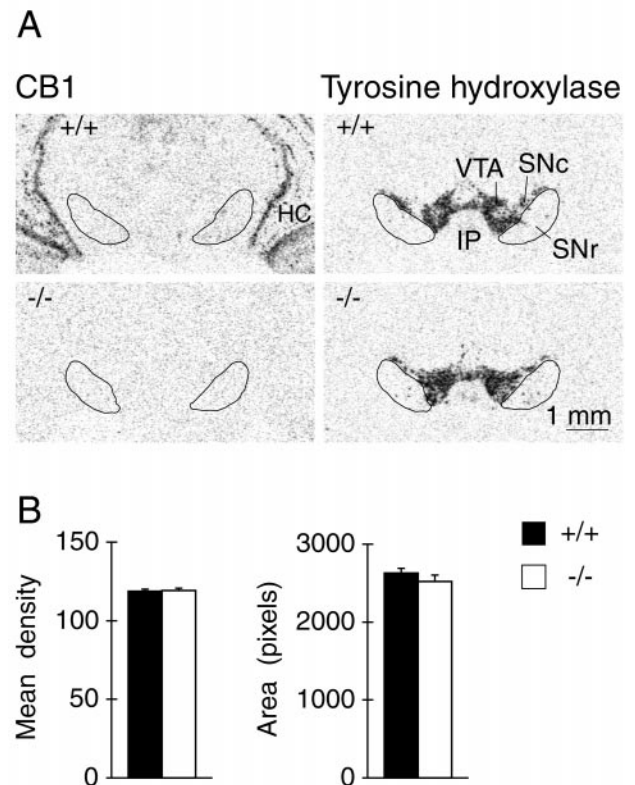 A
CB1 Tyrosine hydroxylase
+/+ +/+
VTA SNc
HC IP SNr
-/- -/-
1 mm
B
+/+
-/-
Mean density
150
100
50
0
Area (pixels)
3000
2000
1000
0